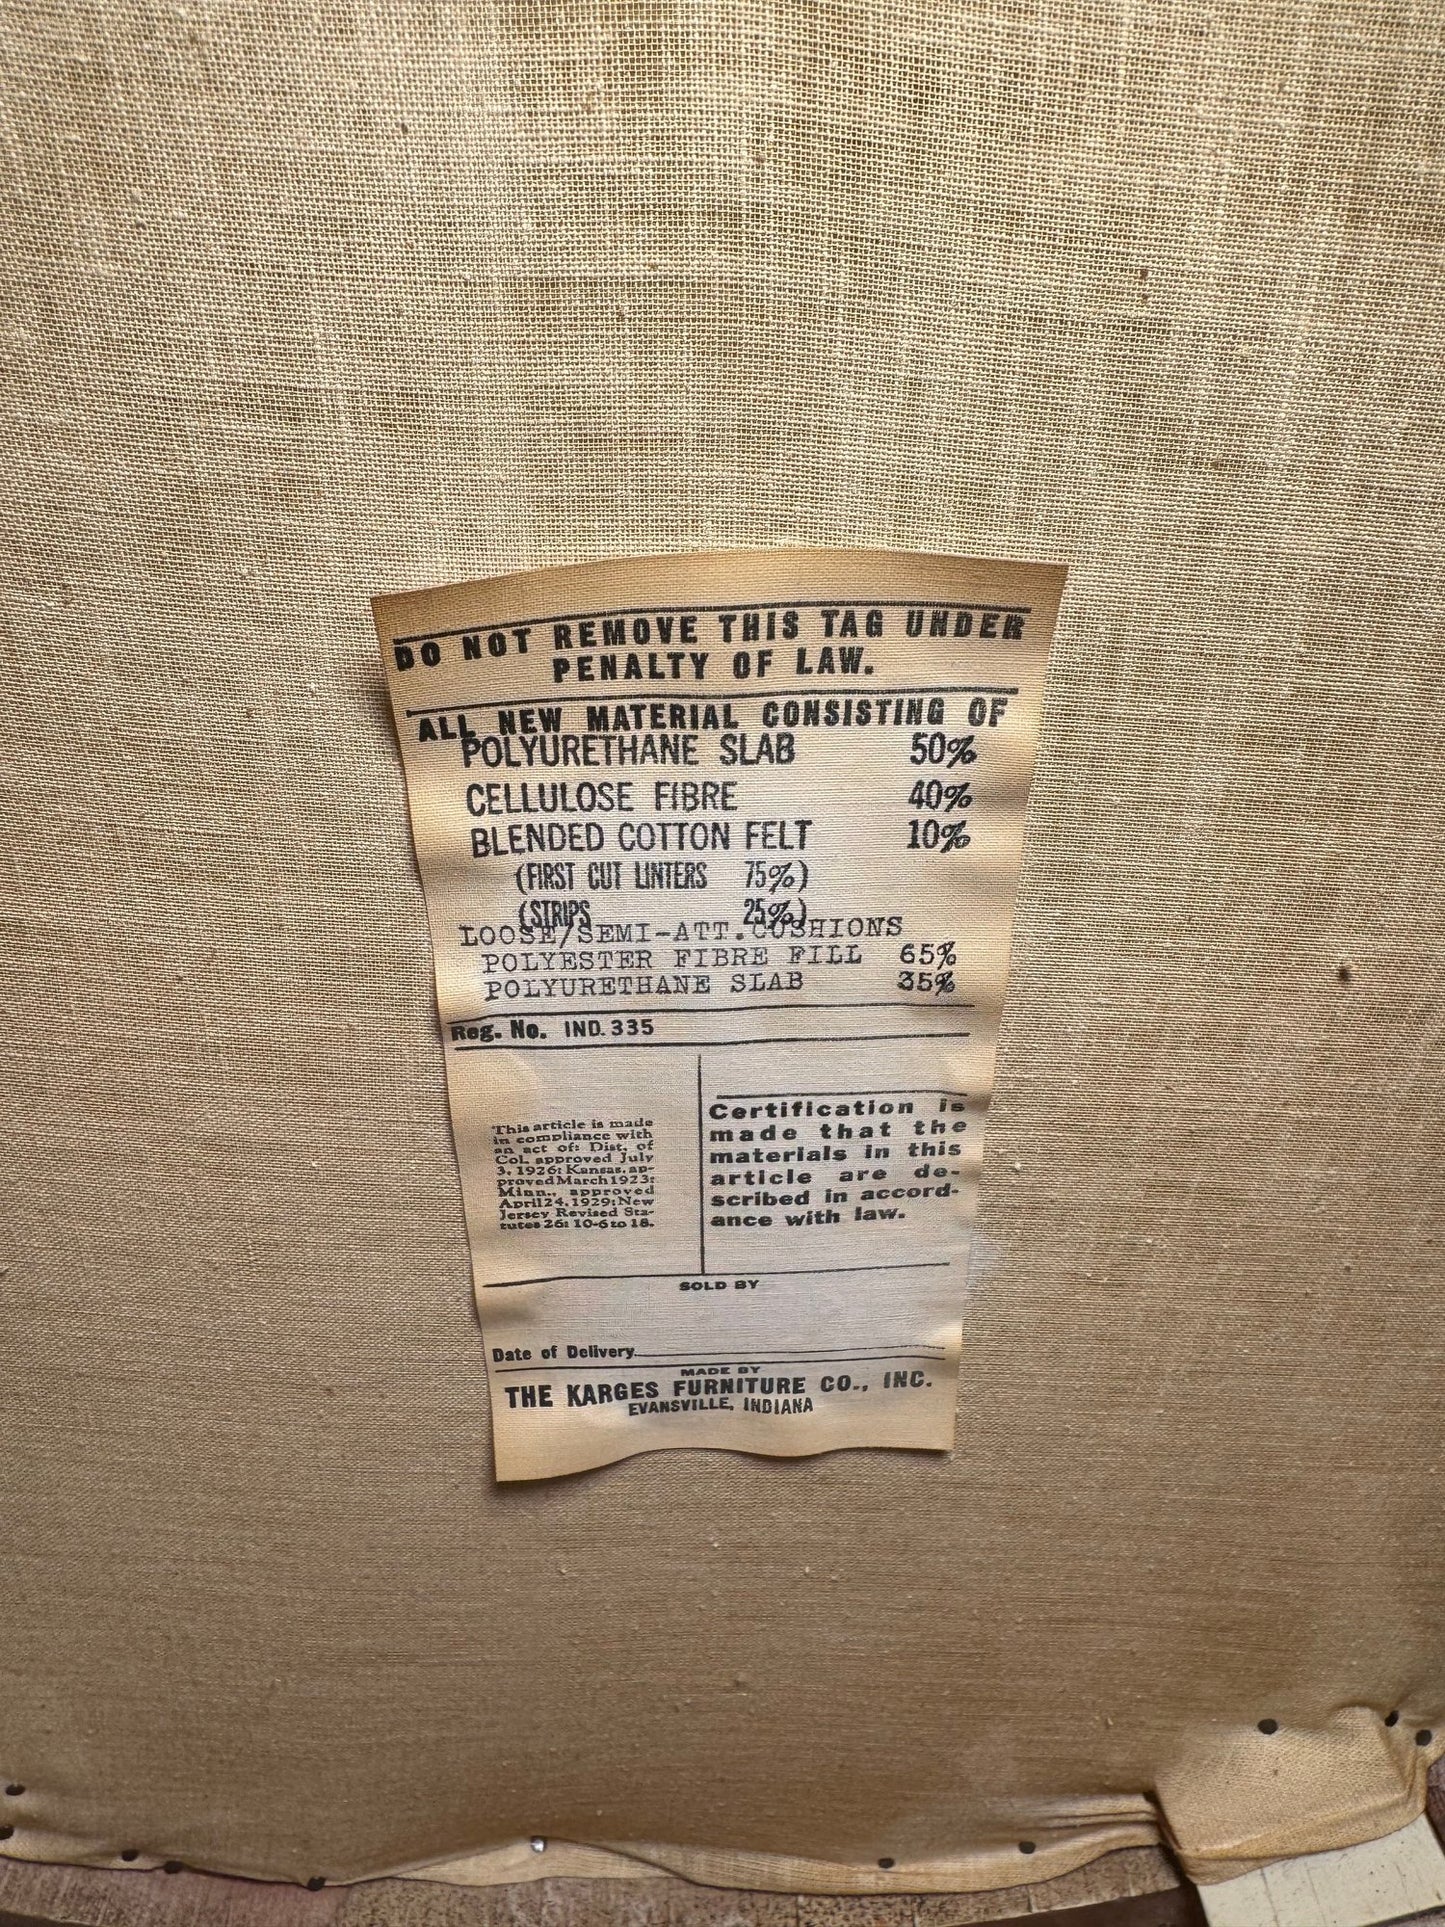 DO NOT REMOVE THIS TAG UNDER
PENALTY OF LAW.
ALL NEW MATERIAL CONSISTING OF
POLYURETHANE SLAB 50%
CELLULOSE FIBRE 40%
BLENDED COTTON FELT 10%
(FIRST CUT LINTERS 75%)
(STRIPS 25%)
LOOSE/SEMI-ATT. CUSHIONS
POLYESTER FIBRE FILL 65%
POLYURETHANE SLAB 35%
Reg. No. IND. 335
This article is made
in compliance with
an act of: Dist. of
Col. approved July
3, 1926: Kansas, ap-
proved March 1923:
Minn., approved
April 24, 1929: New
Jersey Revised Sta-
tutes 26: 10-6 to 18.
Certification is
made that the
materials in this
article are de-
scribed in accord-
ance with law.
SOLD BY
Date of Delivery
MADE BY
THE KARGES FURNITURE CO., INC.
EVANSVILLE, INDIANA